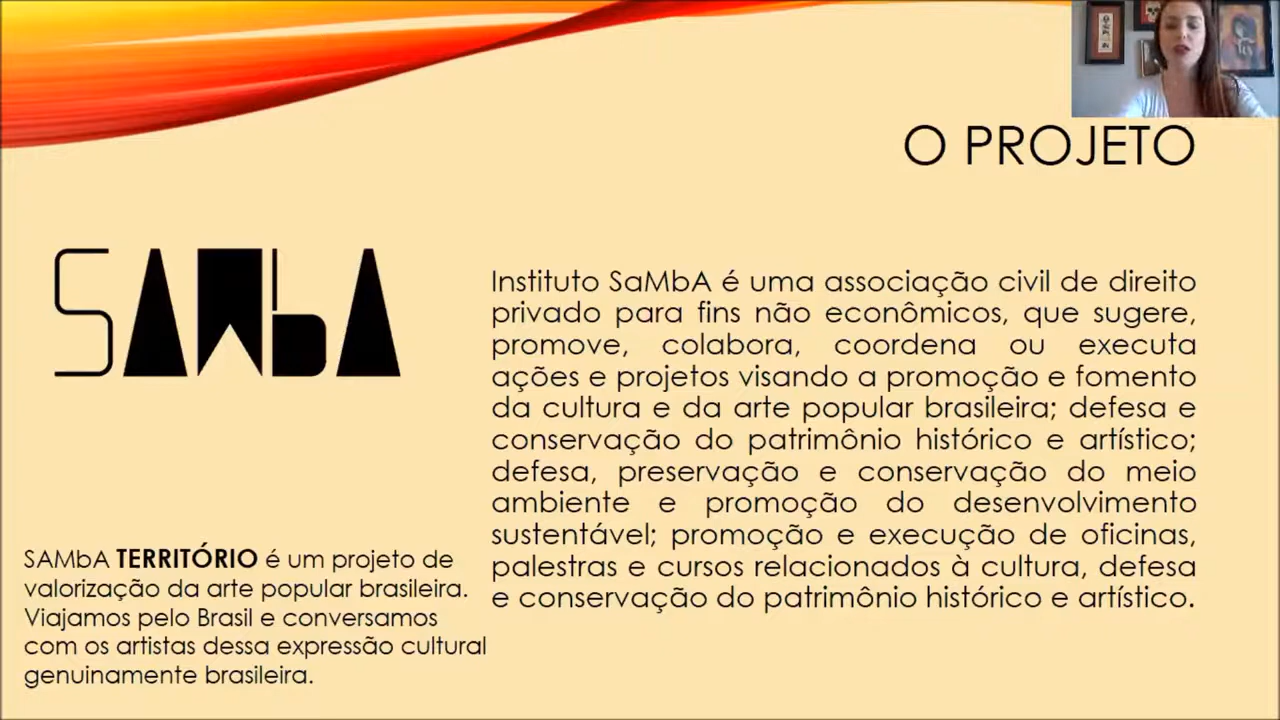 O PROJETO
SAMbA
Instituto SaMbA é uma associação civil de direito
privado para fins não econômicos, que sugere,
promove, colabora, coordena ou executa
ações e projetos visando a promoção e fomento
da cultura e da arte popular brasileira; defesa e
conservação do patrimônio histórico e artístico;
defesa, preservação e conservação do meio
ambiente e promoção do desenvolvimento
sustentável; promoção e execução de oficinas,
palestras e cursos relacionados à cultura, defesa
e conservação do patrimônio histórico e artístico.
SAMbA TERRITÓRIO é um projeto de
valorização da arte popular brasileira.
Viajamos pelo Brasil e conversamos
com os artistas dessa expressão cultural
genuinamente brasileira.